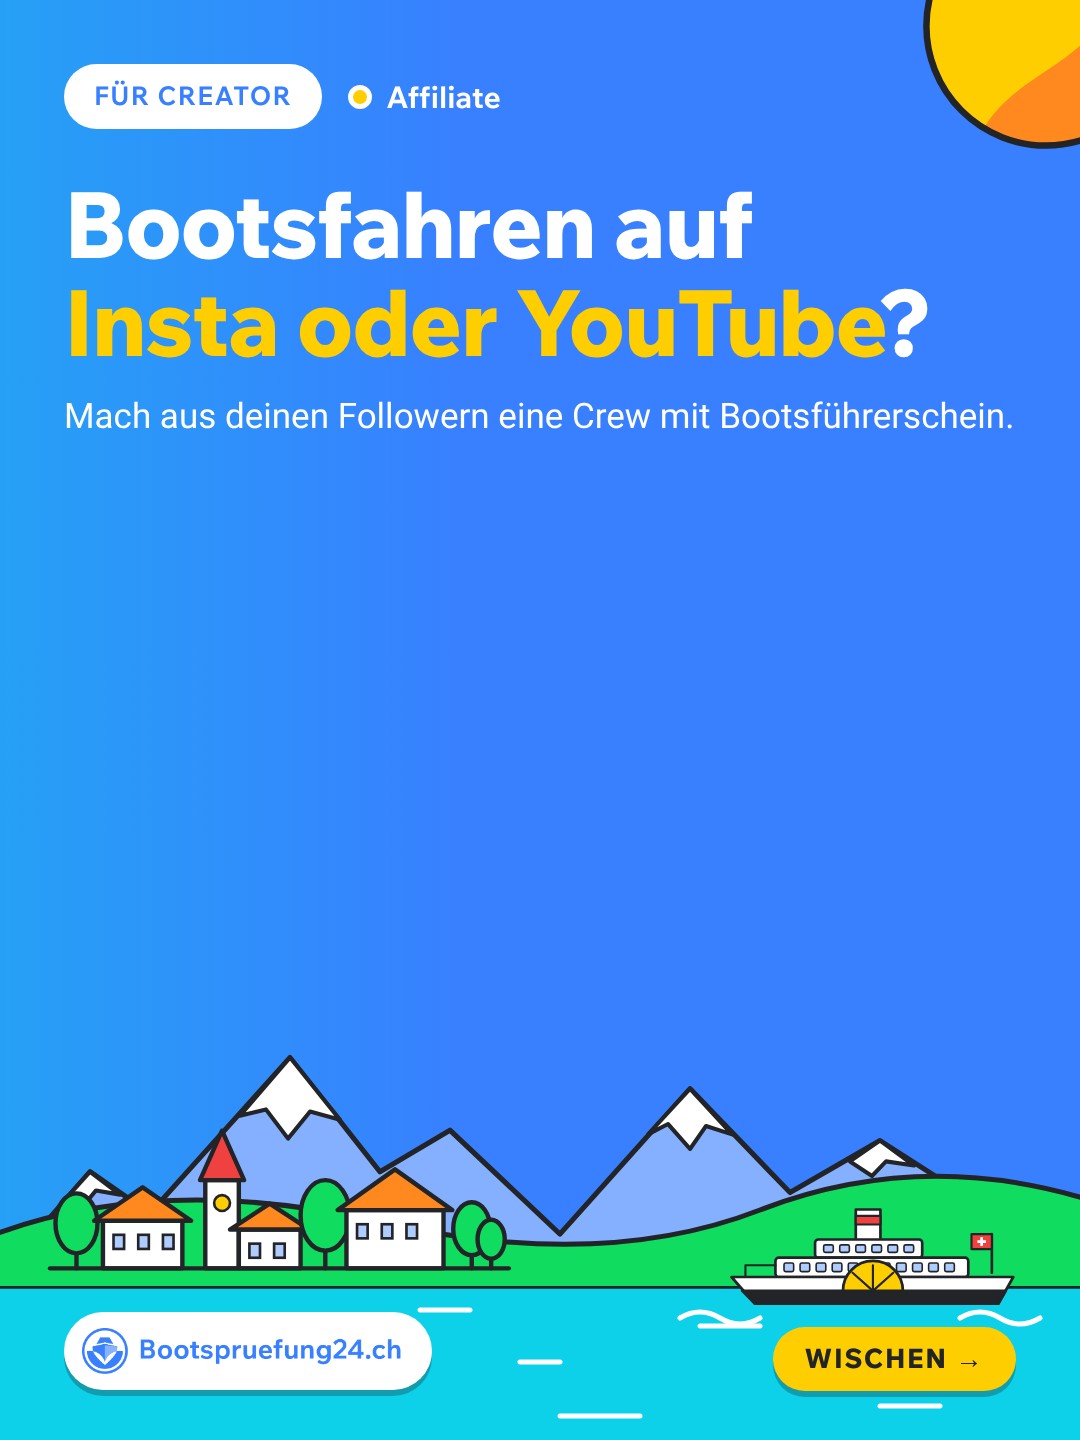 FÜR CREATOR
Affiliate
Bootsfahren auf
Insta oder YouTube?
Mach aus deinen Followern eine Crew mit Bootsführerschein.
Bootspruefung24.ch
WISCHEN →